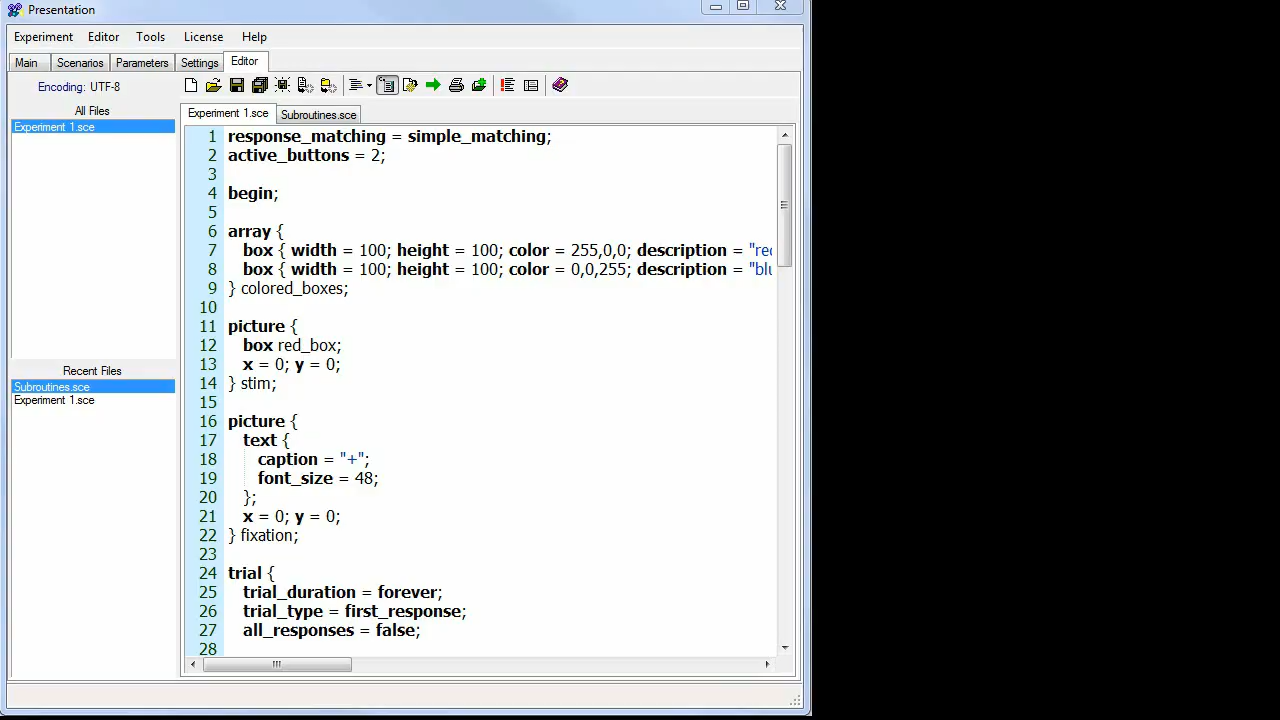 Presentation
Experiment Editor Tools License Help
Main Scenarios Parameters Settings Editor
Encoding: UTF-8
All Files
Experiment 1.sce
Recent Files
Subroutines.sce
Experiment 1.sce
Experiment 1.sce Subroutines.sce
1 response_matching = simple_matching;
2 active_buttons = 2;
3
4 begin;
5
6 array {
7 box { width = 100; height = 100; color = 255,0,0; description = "red
8 box { width = 100; height = 100; color = 0,0,255; description = "blu
9 } colored_boxes;
10
11 picture {
12 box red_box;
13 x = 0; y = 0;
14 } stim;
15
16 picture {
17 text {
18 caption = "+";
19 font_size = 48;
20 };
21 x = 0; y = 0;
22 } fixation;
23
24 trial {
25 trial_duration = forever;
26 trial_type = first_response;
27 all_responses = false;
28